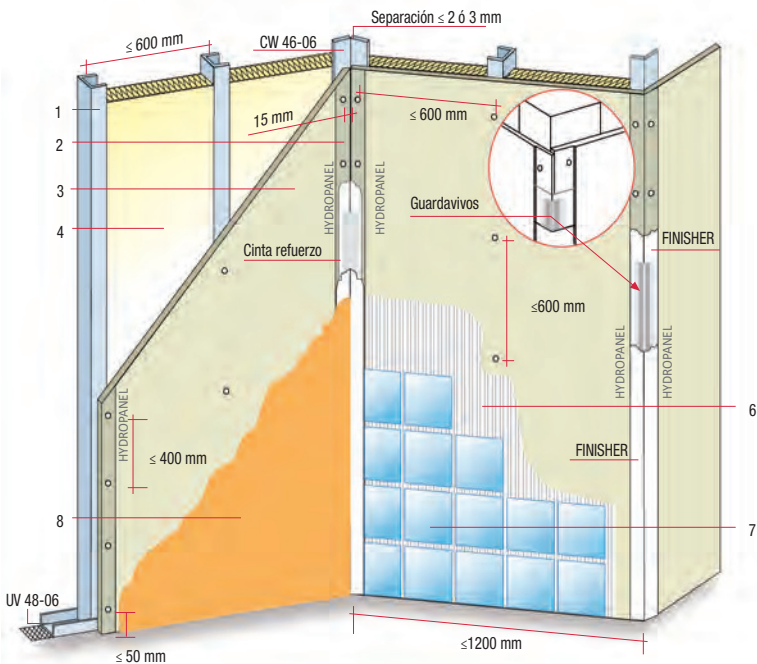 Separación ≤ 2 ó 3 mm
≤ 600 mm
CW 46-06
1
15 mm
≤ 600 mm
2
3
HYDROPANEL
HYDROPANEL
Guardavivos
4
FINISHER
Cinta refuerzo
≤600 mm
HYDROPANEL
HYDROPANEL
HYDROPANEL
6
≤ 400 mm
FINISHER
8
7
UV 48-06
≤ 50 mm
≤1200 mm